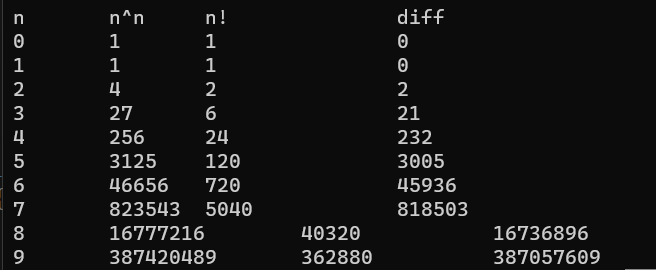 n n^n n! diff
0 1 1 0
1 1 1 0
2 4 2 2
3 27 6 21
4 256 24 232
5 3125 120 3005
6 46656 720 45936
7 823543 5040 818503
8 16777216 40320 16736896
9 387420489 362880 387057609